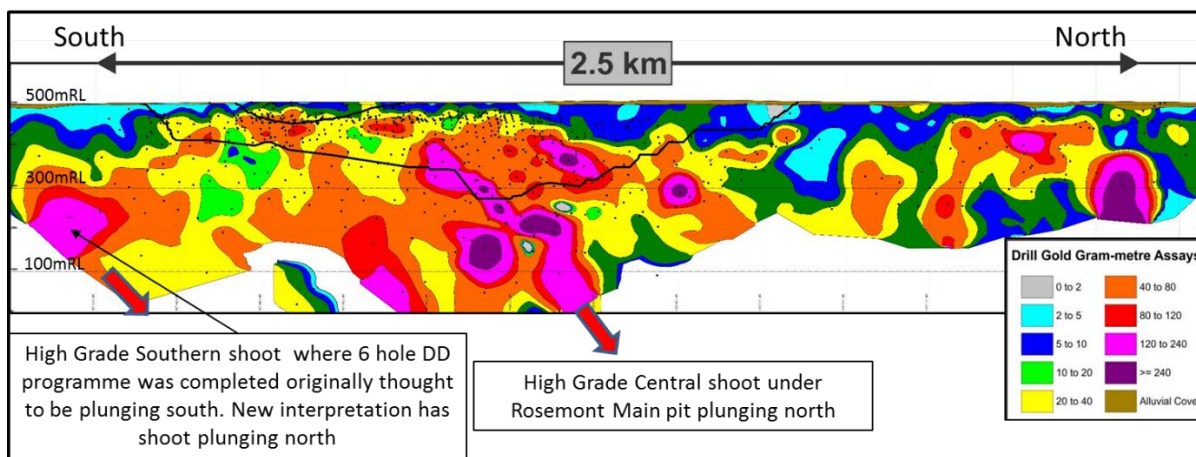 South
North
2.5 km
500mRL
300mRL
100mRL
Drill Gold Gram-metre Assays
0 to 2
40 to 80
2 to 5
80 to 120
5 to 10
120 to 240
10 to 20
>= 240
20 to 40
Alluvial Cove
High Grade Southern shoot where 6 hole DD
programme was completed originally thought
to be plunging south. New interpretation has
shoot plunging north
High Grade Central shoot under
Rosemont Main pit plunging north